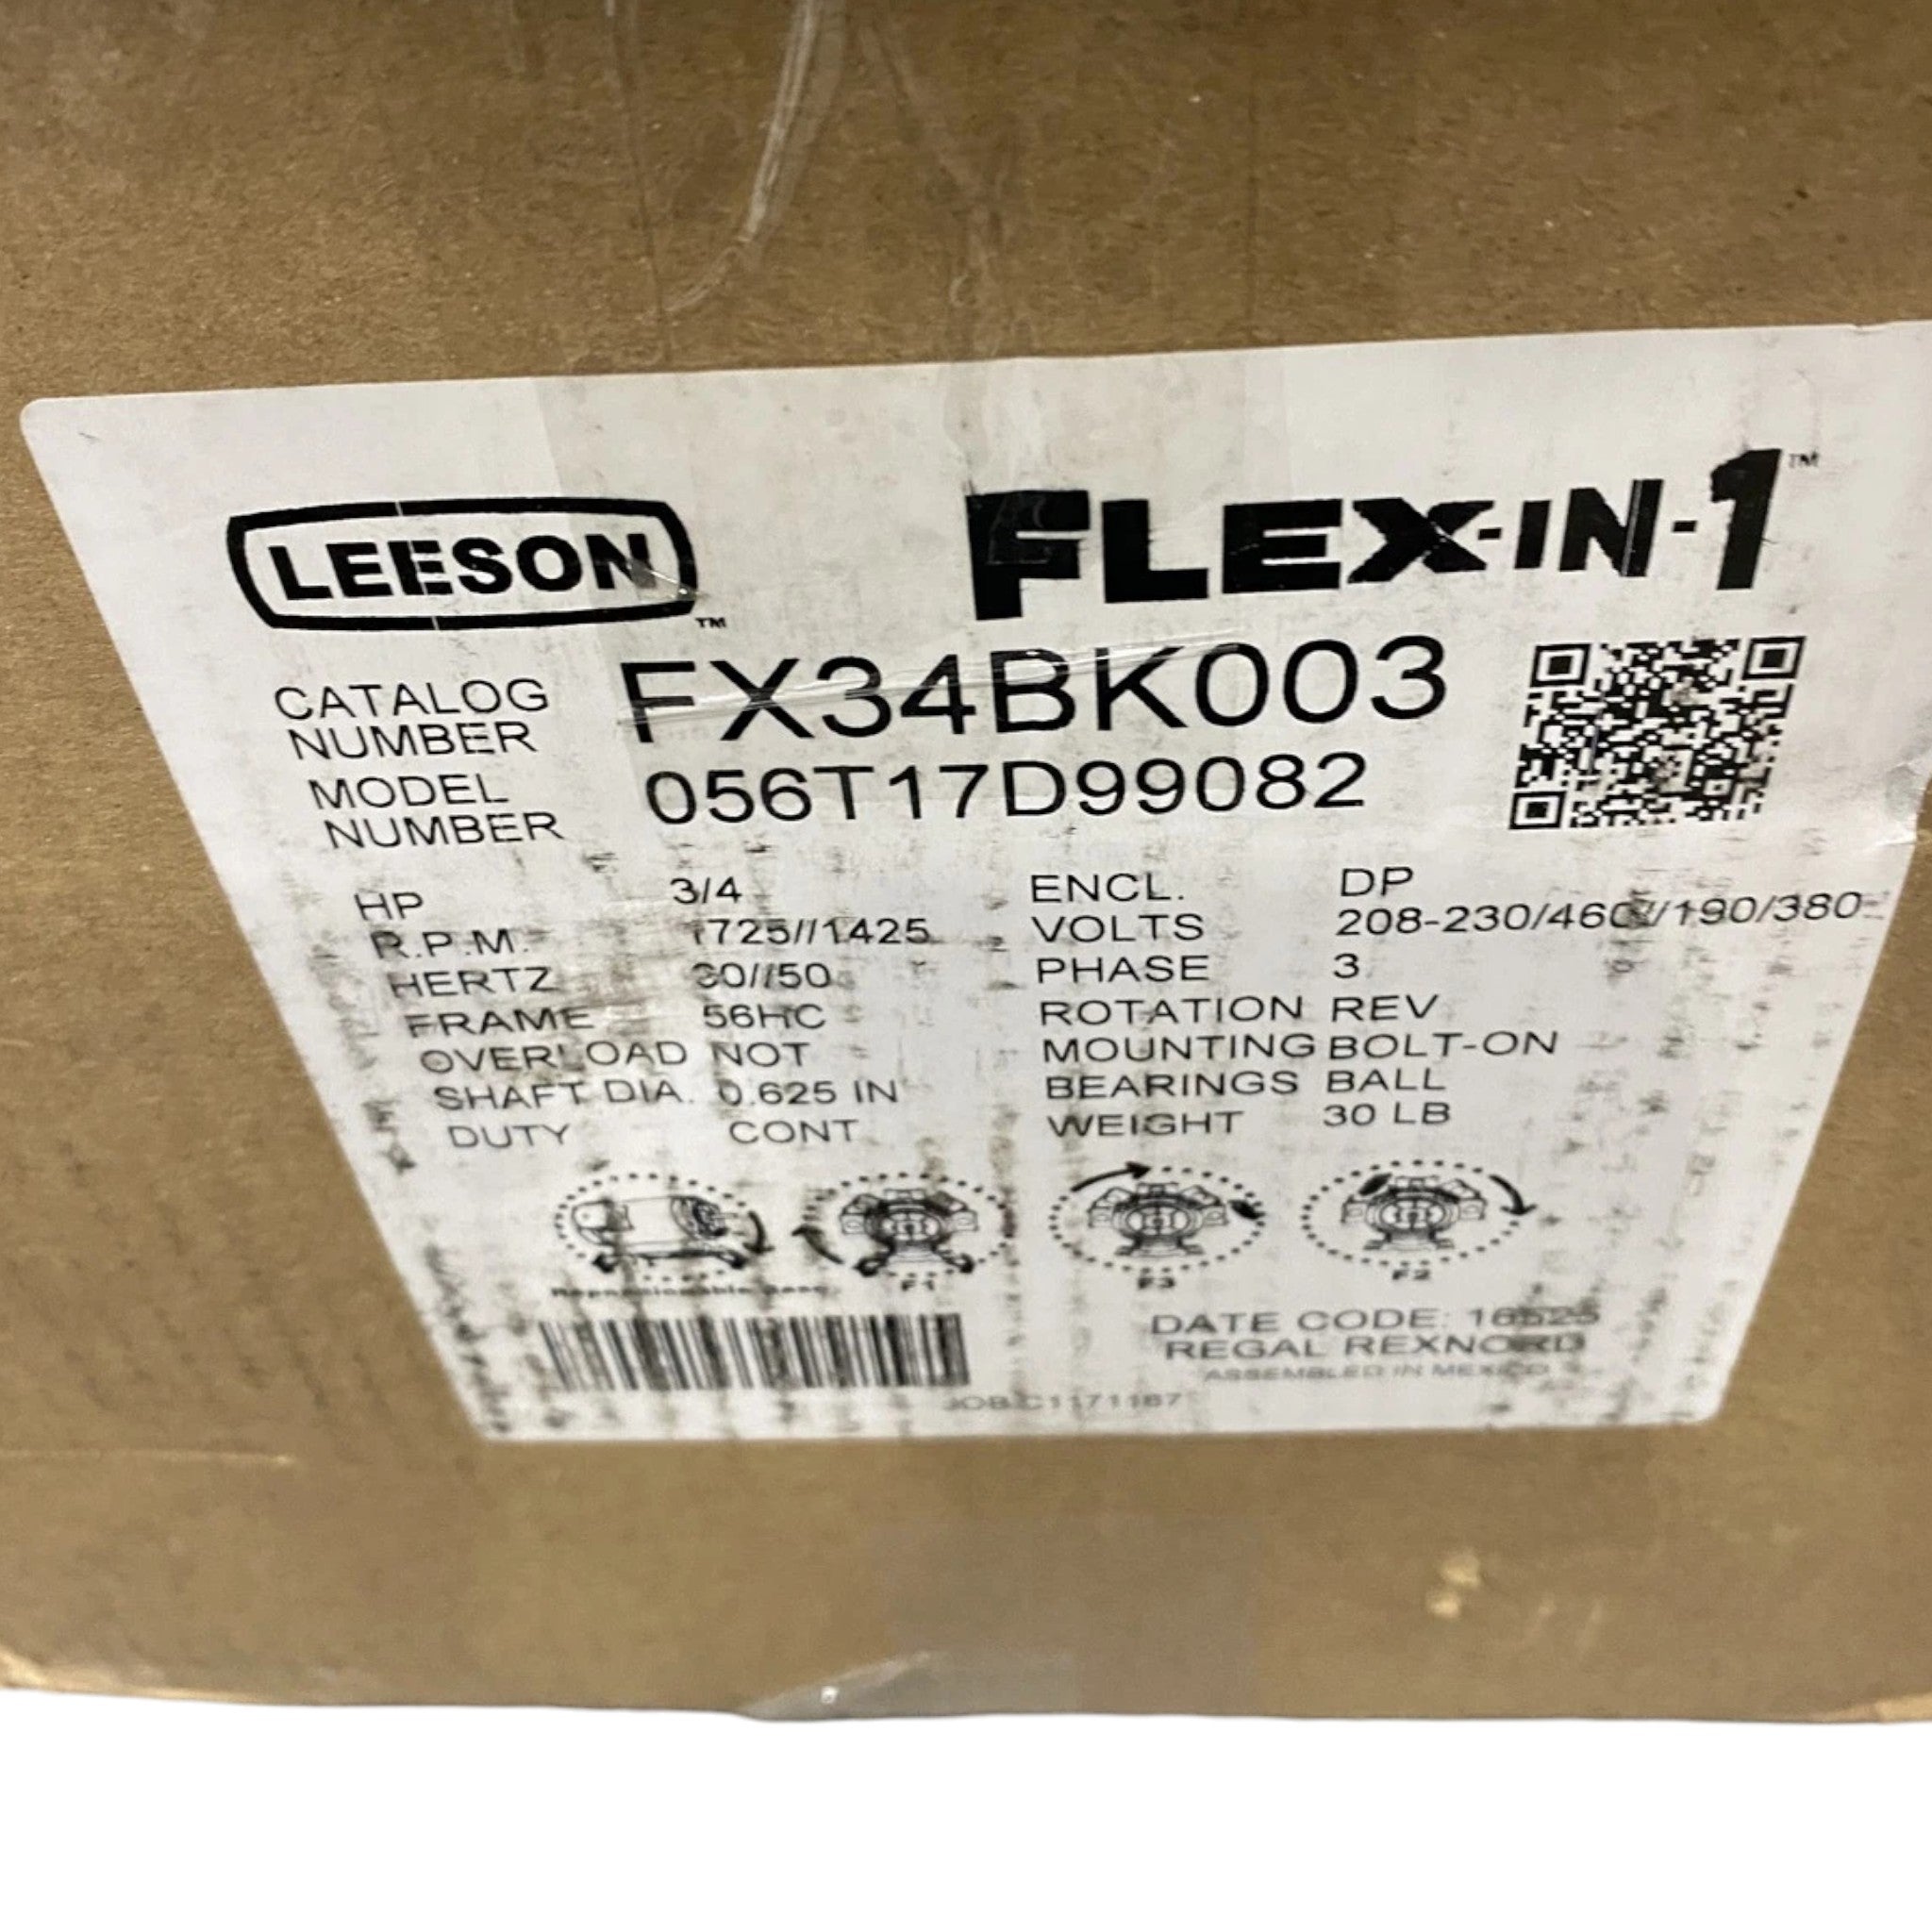 LEESON™
FLEX-IN-1™
CATALOG NUMBER FX34BK003
MODEL NUMBER 056T17D99082
HP 3/4
R.P.M. 1725//1425
HERTZ 60//50
FRAME 56HC
OVERLOAD NOT
SHAFT DIA. 0.625 IN
DUTY CONT
ENCL. DP
VOLTS 208-230/460//190/380
PHASE 3
ROTATION REV
MOUNTING BOLT-ON
BEARINGS BALL
WEIGHT 30 LB
F1
F3
F2
DATE CODE:
REGAL REXNORD
ASSEMBLED IN MEXICO